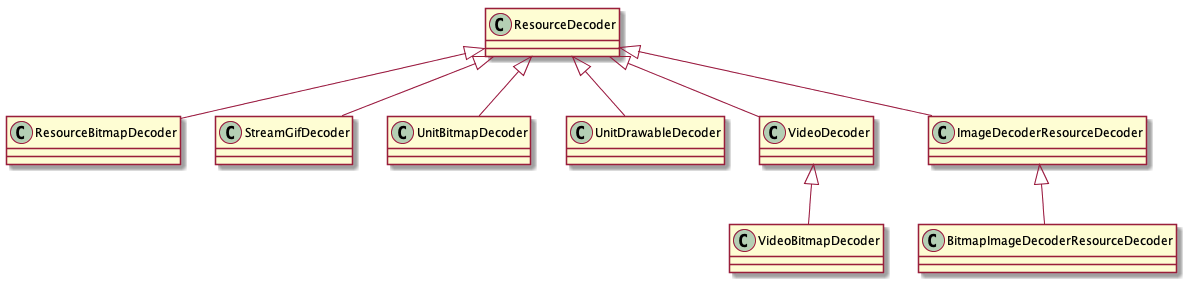 C ResourceDecoder
C ResourceBitmapDecoder
C StreamGifDecoder
C UnitBitmapDecoder
C UnitDrawableDecoder
C VideoDecoder
C ImageDecoderResourceDecoder
C VideoBitmapDecoder
C BitmapImageDecoderResourceDecoder